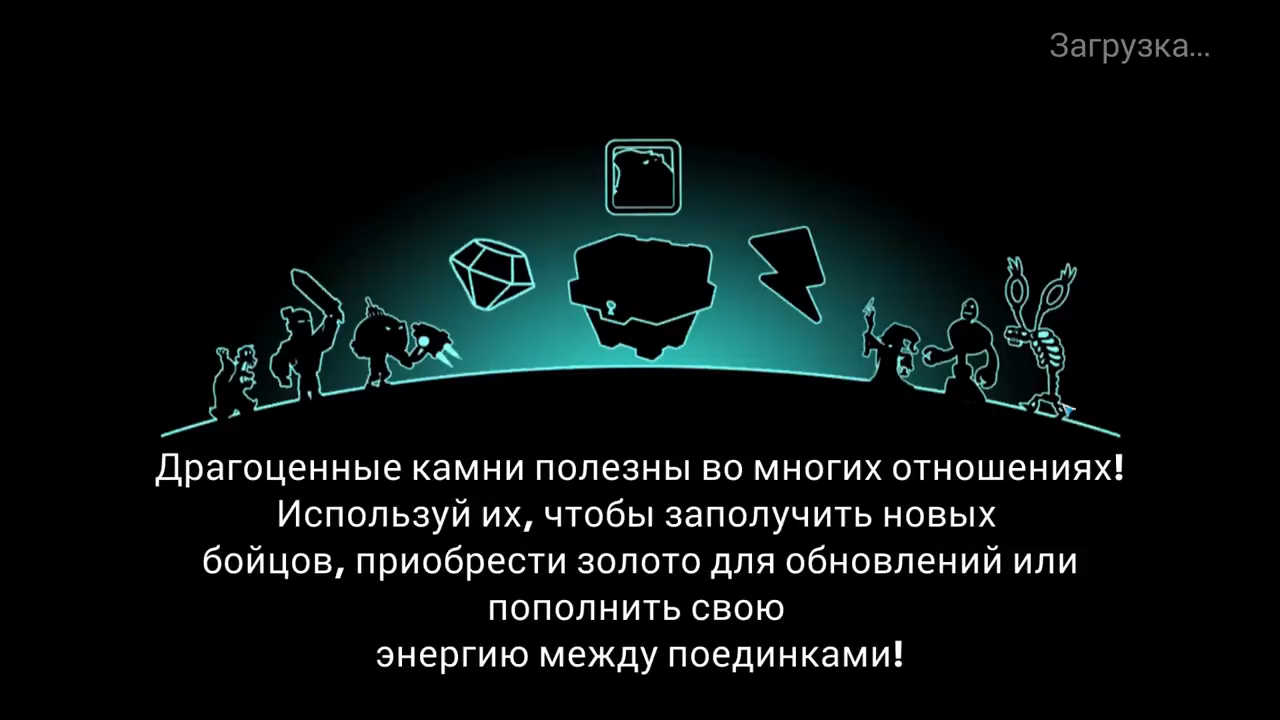 Загрузка...
Драгоценные камни полезны во многих отношениях!
Используй их, чтобы заполучить новых
бойцов, приобрести золото для обновлений или
пополнить свою
энергию между поединками!